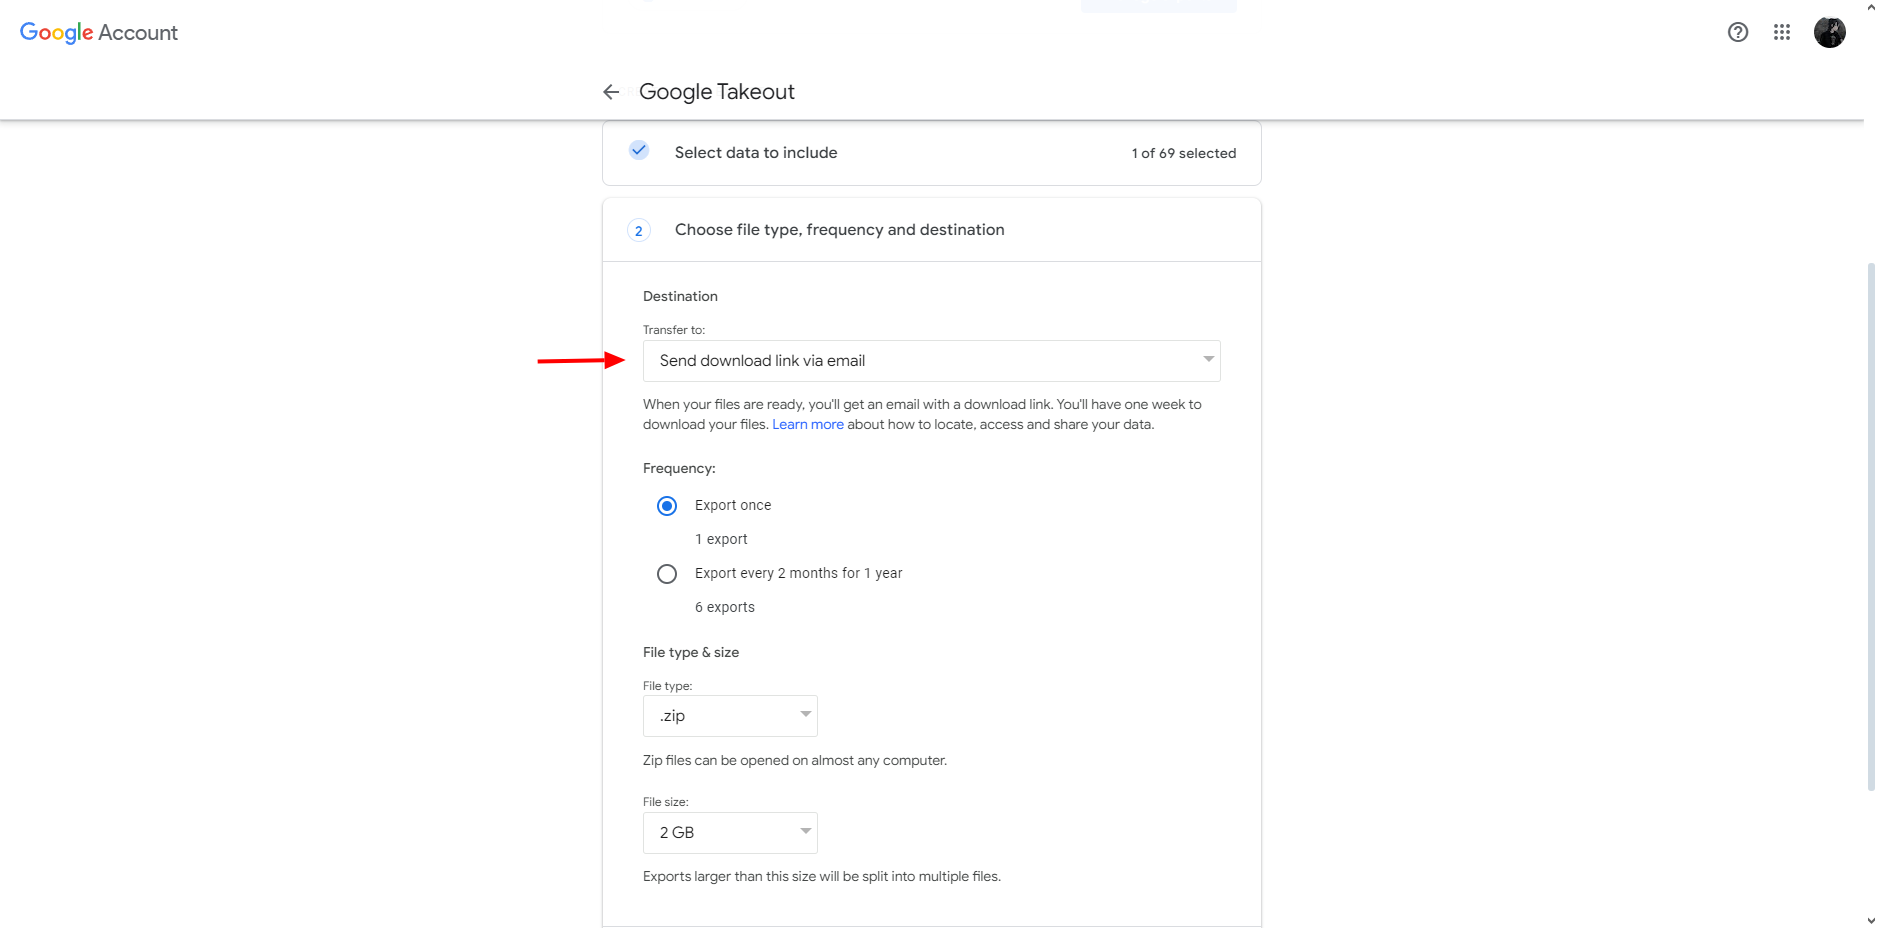 Google Account
Google Takeout
Select data to include
1 of 69 selected
2
Choose file type, frequency and destination
Destination
Transfer to:
Send download link via email
When your files are ready, you'll get an email with a download link. You'll have one week to
download your files. Learn more about how to locate, access and share your data.
Frequency:
Export once
1 export
Export every 2 months for 1 year
6 exports
File type & size
File type:
.zip
Zip files can be opened on almost any computer.
File size:
2 GB
Exports larger than this size will be split into multiple files.